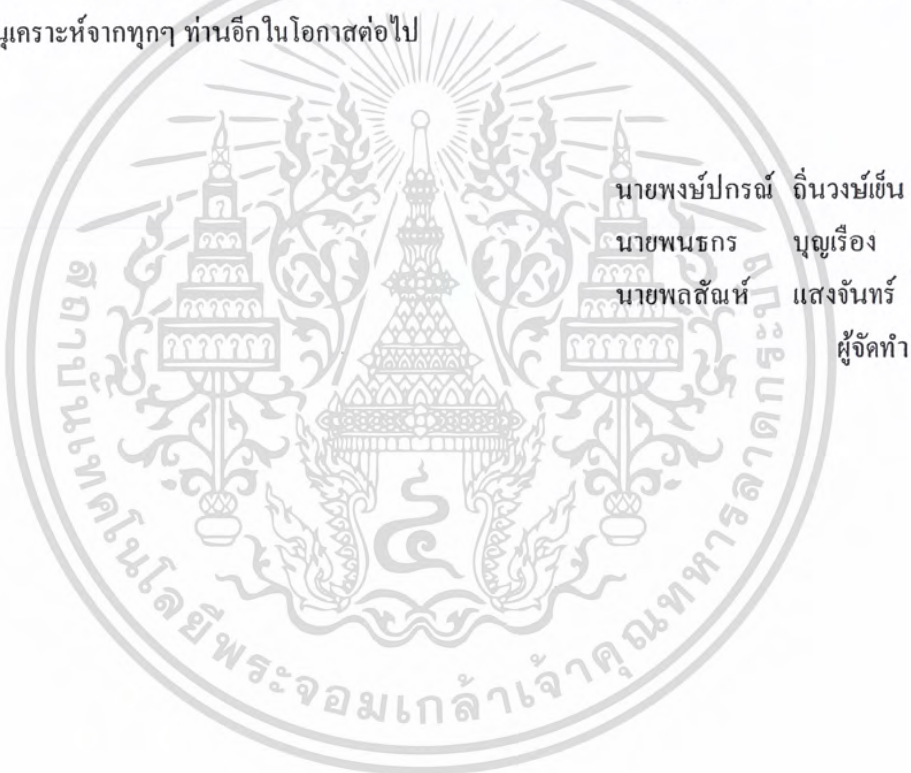 นุเคราะห์จากทุกๆ ท่านอีกในโอกาสต่อไป
นายพงษ์ปกรณ์ ถิ่นวงษ์เย็น
นายพนธกร บุญเรือง
นายพลสัณห์ แสงจันทร์
ผู้จัดทำ
สถาบันเทคโนโลยีพระจอมเกล้าเจ้าคุณทหารลาดกระบัง